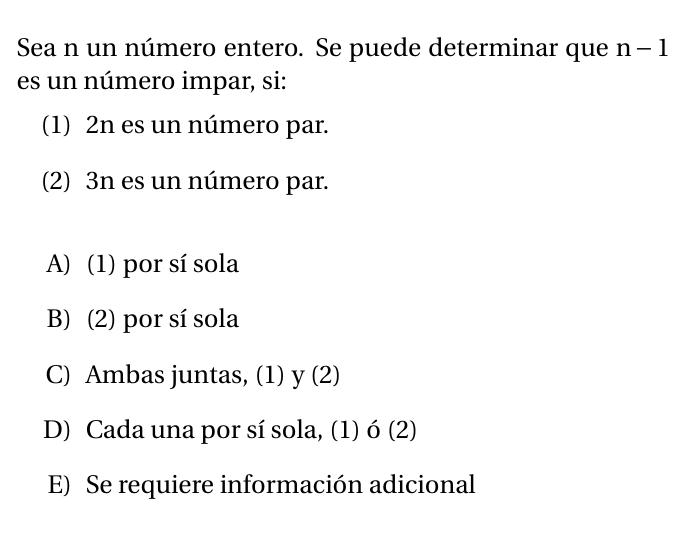 Sea n un número entero. Se puede determinar que n − 1
es un número impar, si:
(1) 2n es un número par.
(2) 3n es un número par.
A) (1) por sí sola
B) (2) por sí sola
C) Ambas juntas, (1) y (2)
D) Cada una por sí sola, (1) ó (2)
E) Se requiere información adicional